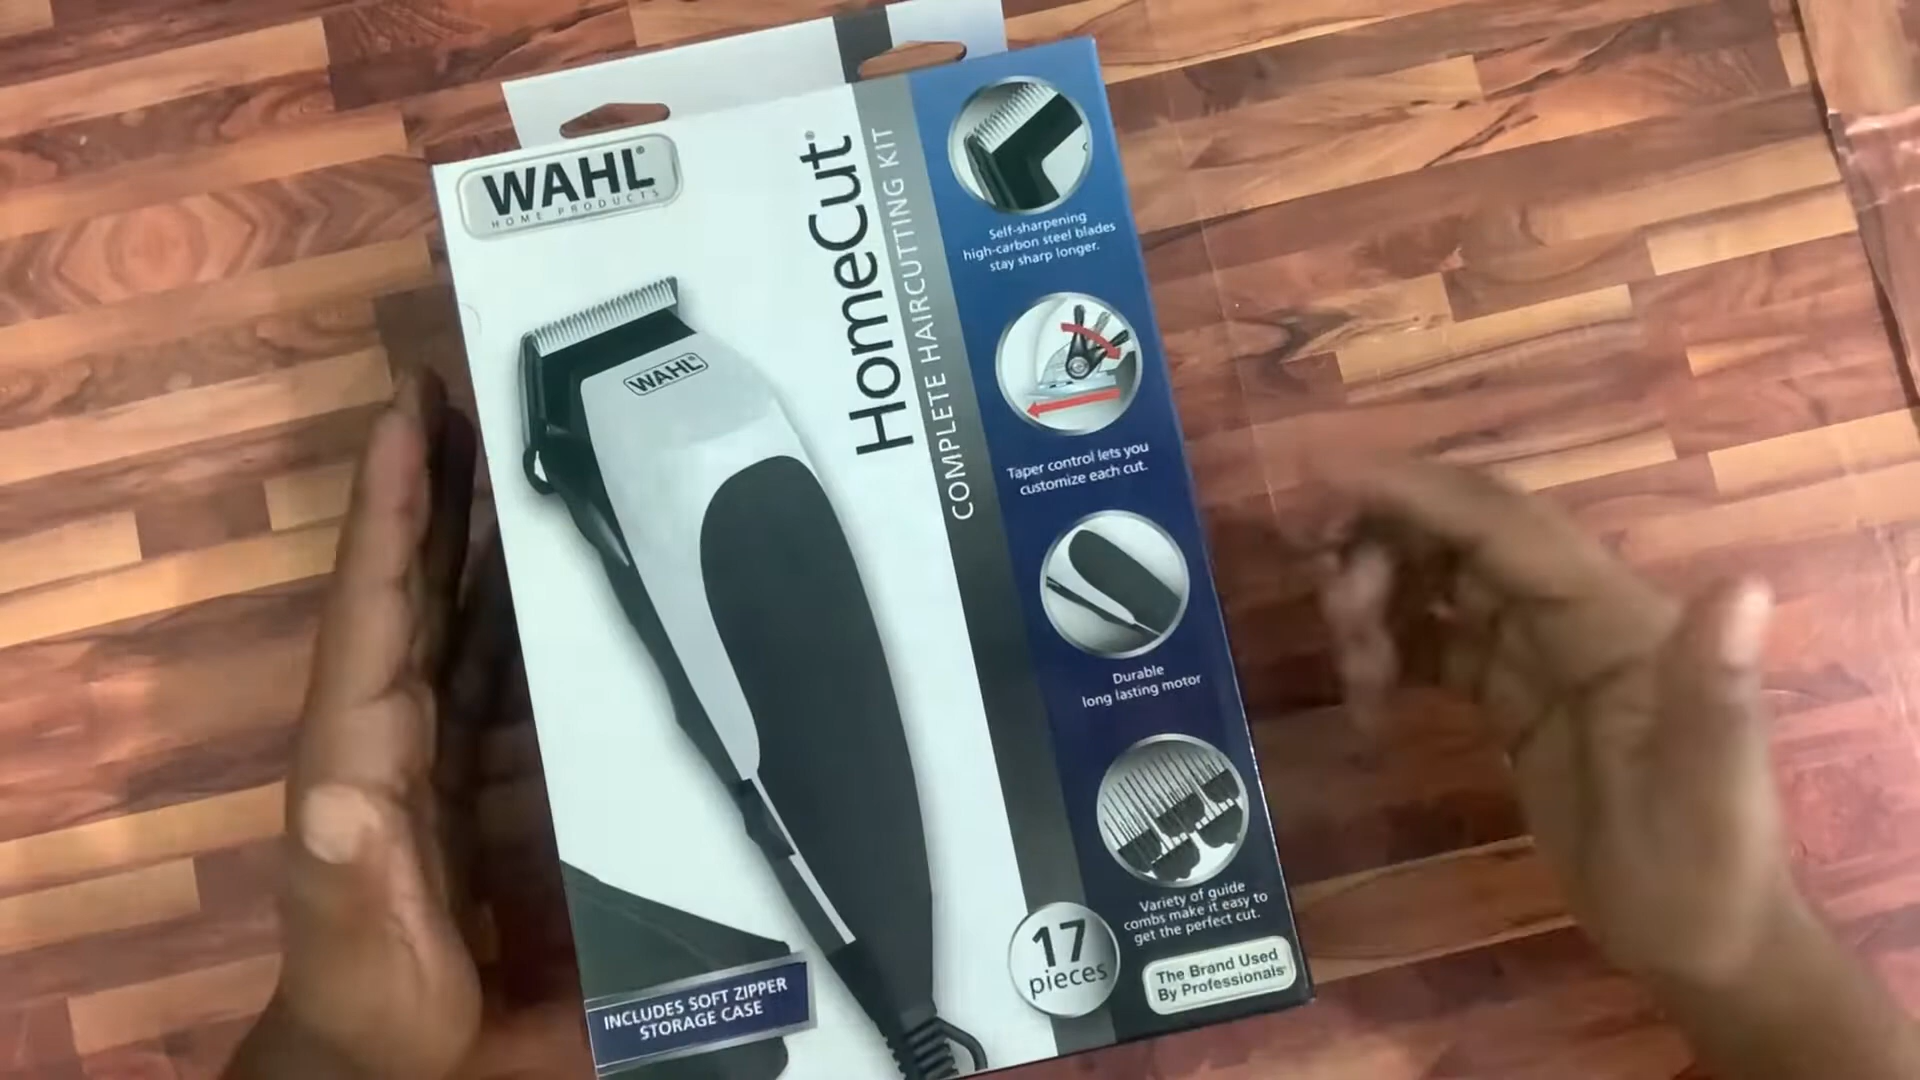 WAHL®
HOME PRODUCTS
HomeCut®
COMPLETE HAIRCUTTING KIT
WAHL®
Self-sharpening
high-carbon steel blades
stay sharp longer.
Taper control lets you
customize each cut.
Durable
long lasting motor
Variety of guide
combs make it easy to
get the perfect cut.
17
pieces
The Brand Used
By Professionals®
INCLUDES SOFT ZIPPER
STORAGE CASE